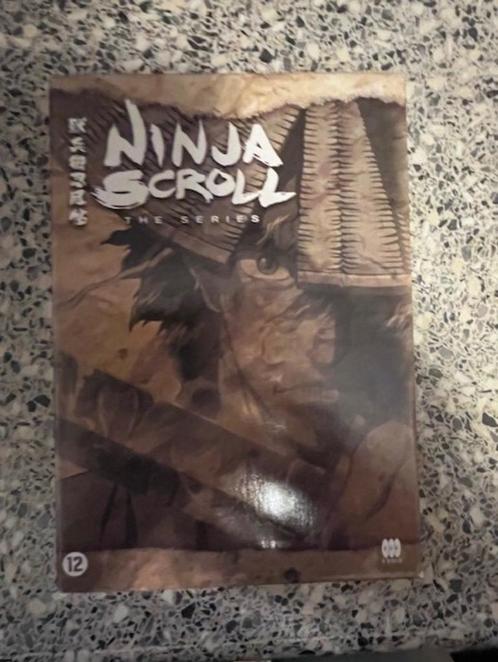 NINJA
SCROLL
THE SERIES
12